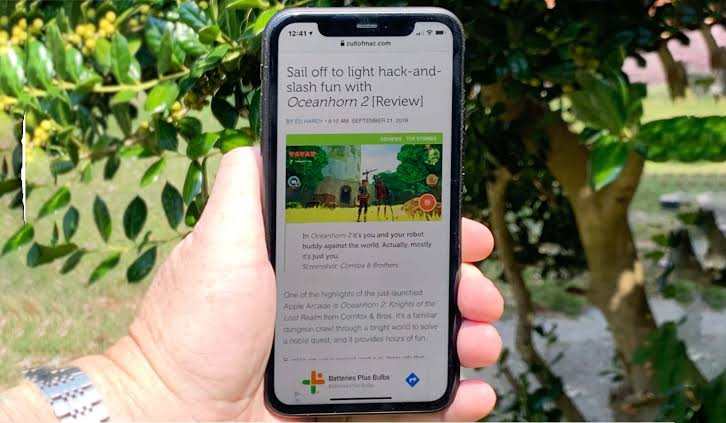 12:41
cultofmac.com
Sail off to light hack-and-
slash fun with
Oceanhorn 2 [Review]
BY ED HARDY • 9:10 AM, SEPTEMBER 21, 2019
REVIEWS TOP STORIES
In Oceanhorn 2 it's you and your robot
buddy against the world. Actually, mostly
it's just you.
Screenshot: Cornfox & Brothers
One of the highlights of the just-launched
Apple Arcade is Oceanhorn 2: Knights of the
Lost Realm from Cornfox & Bros. It's a familiar
dungeon crawl through a bright world to solve
a noble quest, and it provides hours of fun.
Batteries Plus Bulbs
Batteries Plus Bulbs